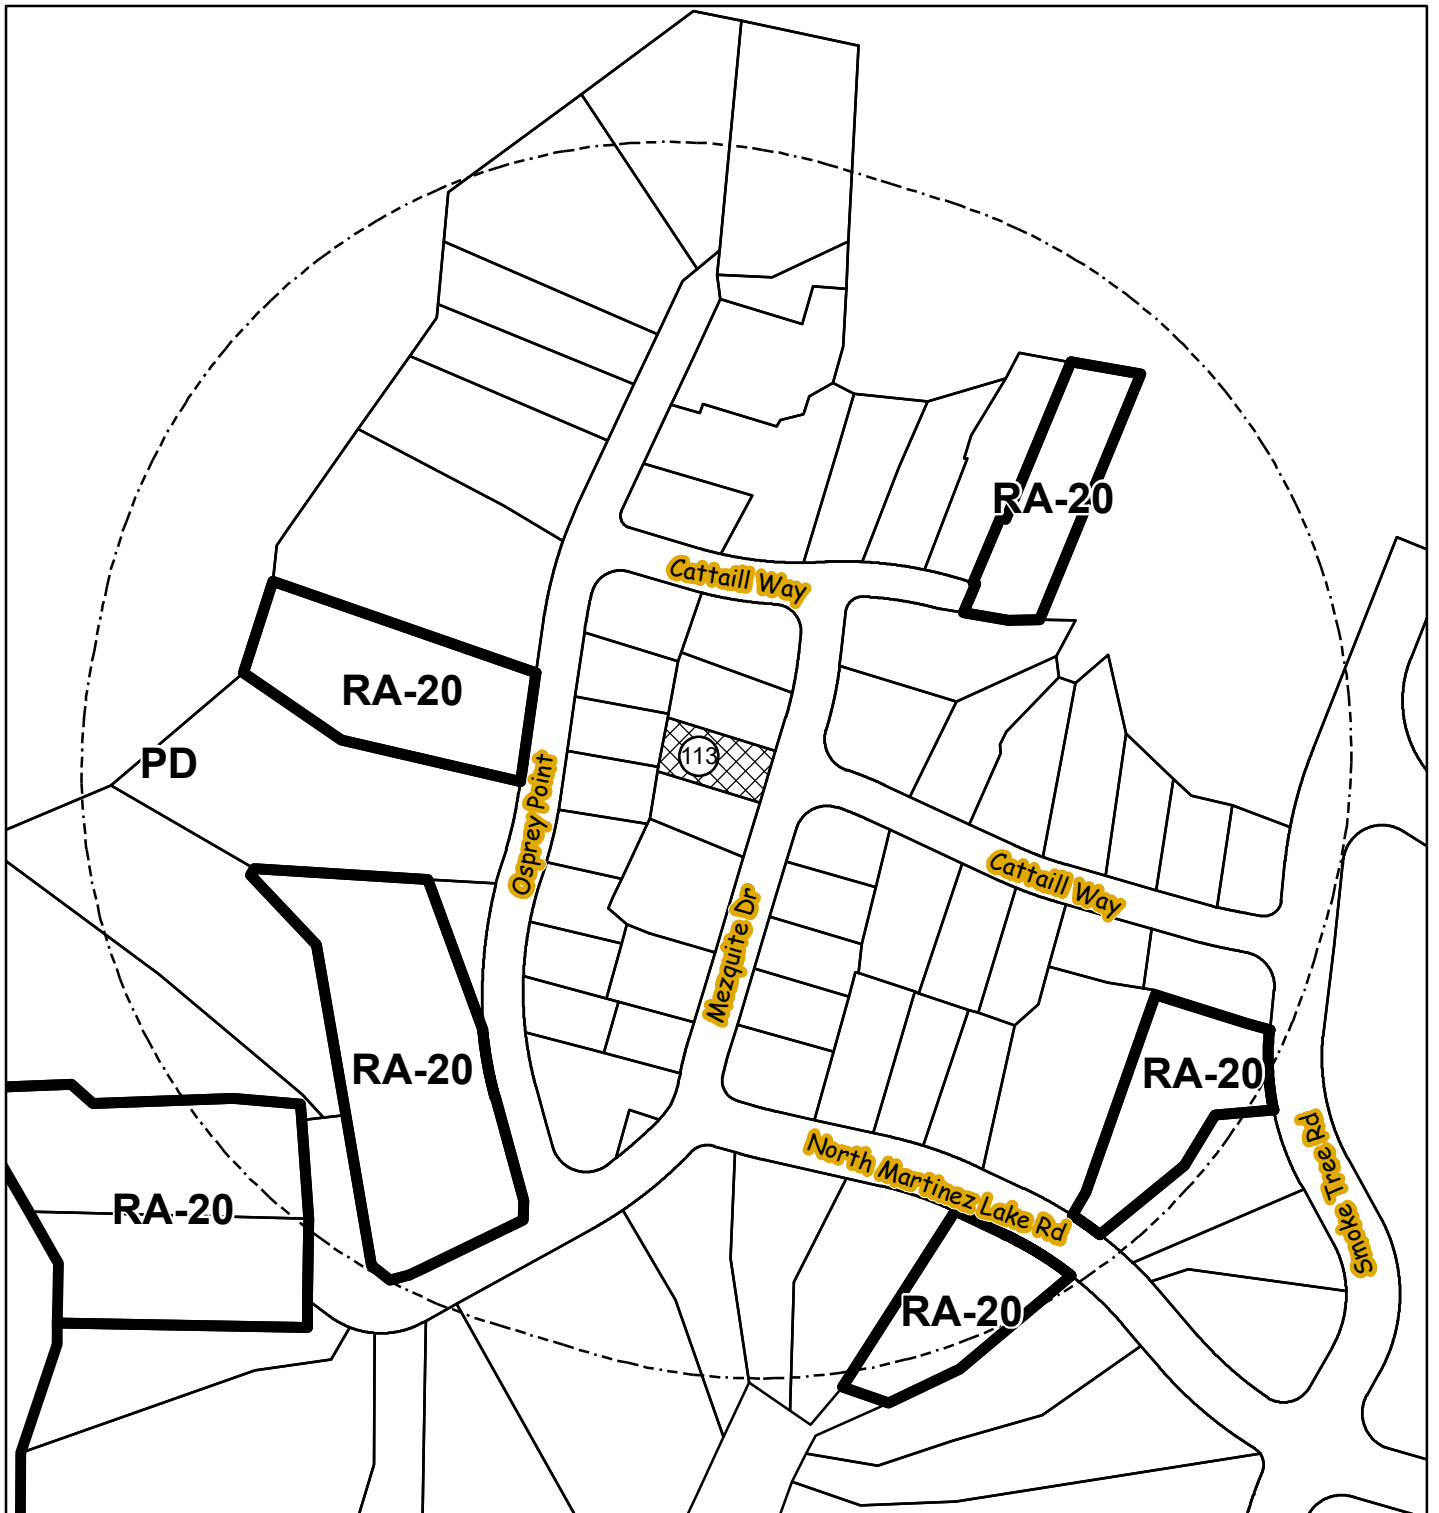 RA-20
Cattaill Way
RA-20
113
PD
Osprey Point
Cattaill Way
Mezquite Dr
RA-20
RA-20
North Martinez Lake Rd
Smoke Tree Rd
RA-20
RA-20